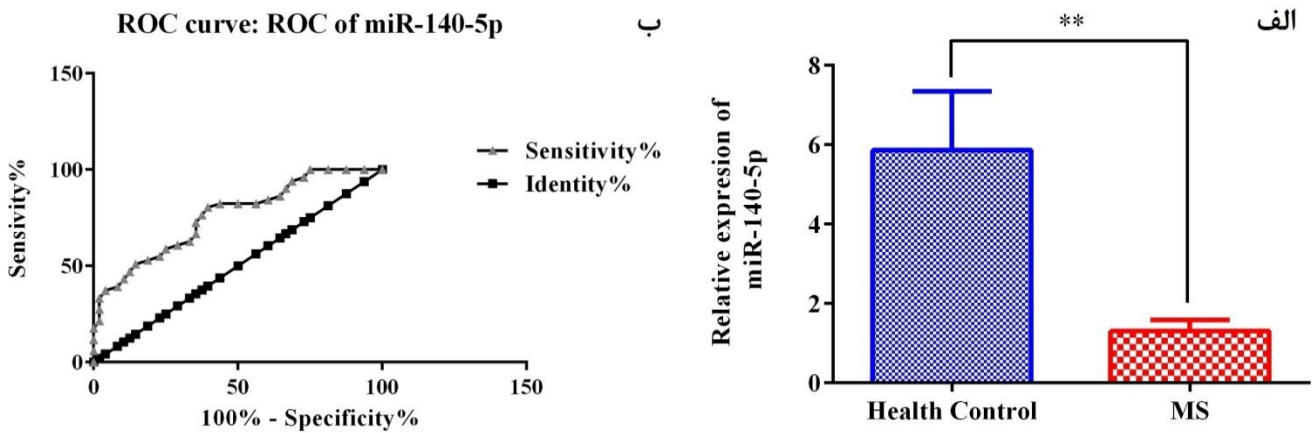 ROC curve: ROC of miR-140-5p
ب
150
100
50
0
Sensivity%
0
50
100
150
100% - Specificity%
Sensitivity%
Identity%
الف
**
8
6
4
2
0
Relative expresion of
miR-140-5p
Health Control
MS